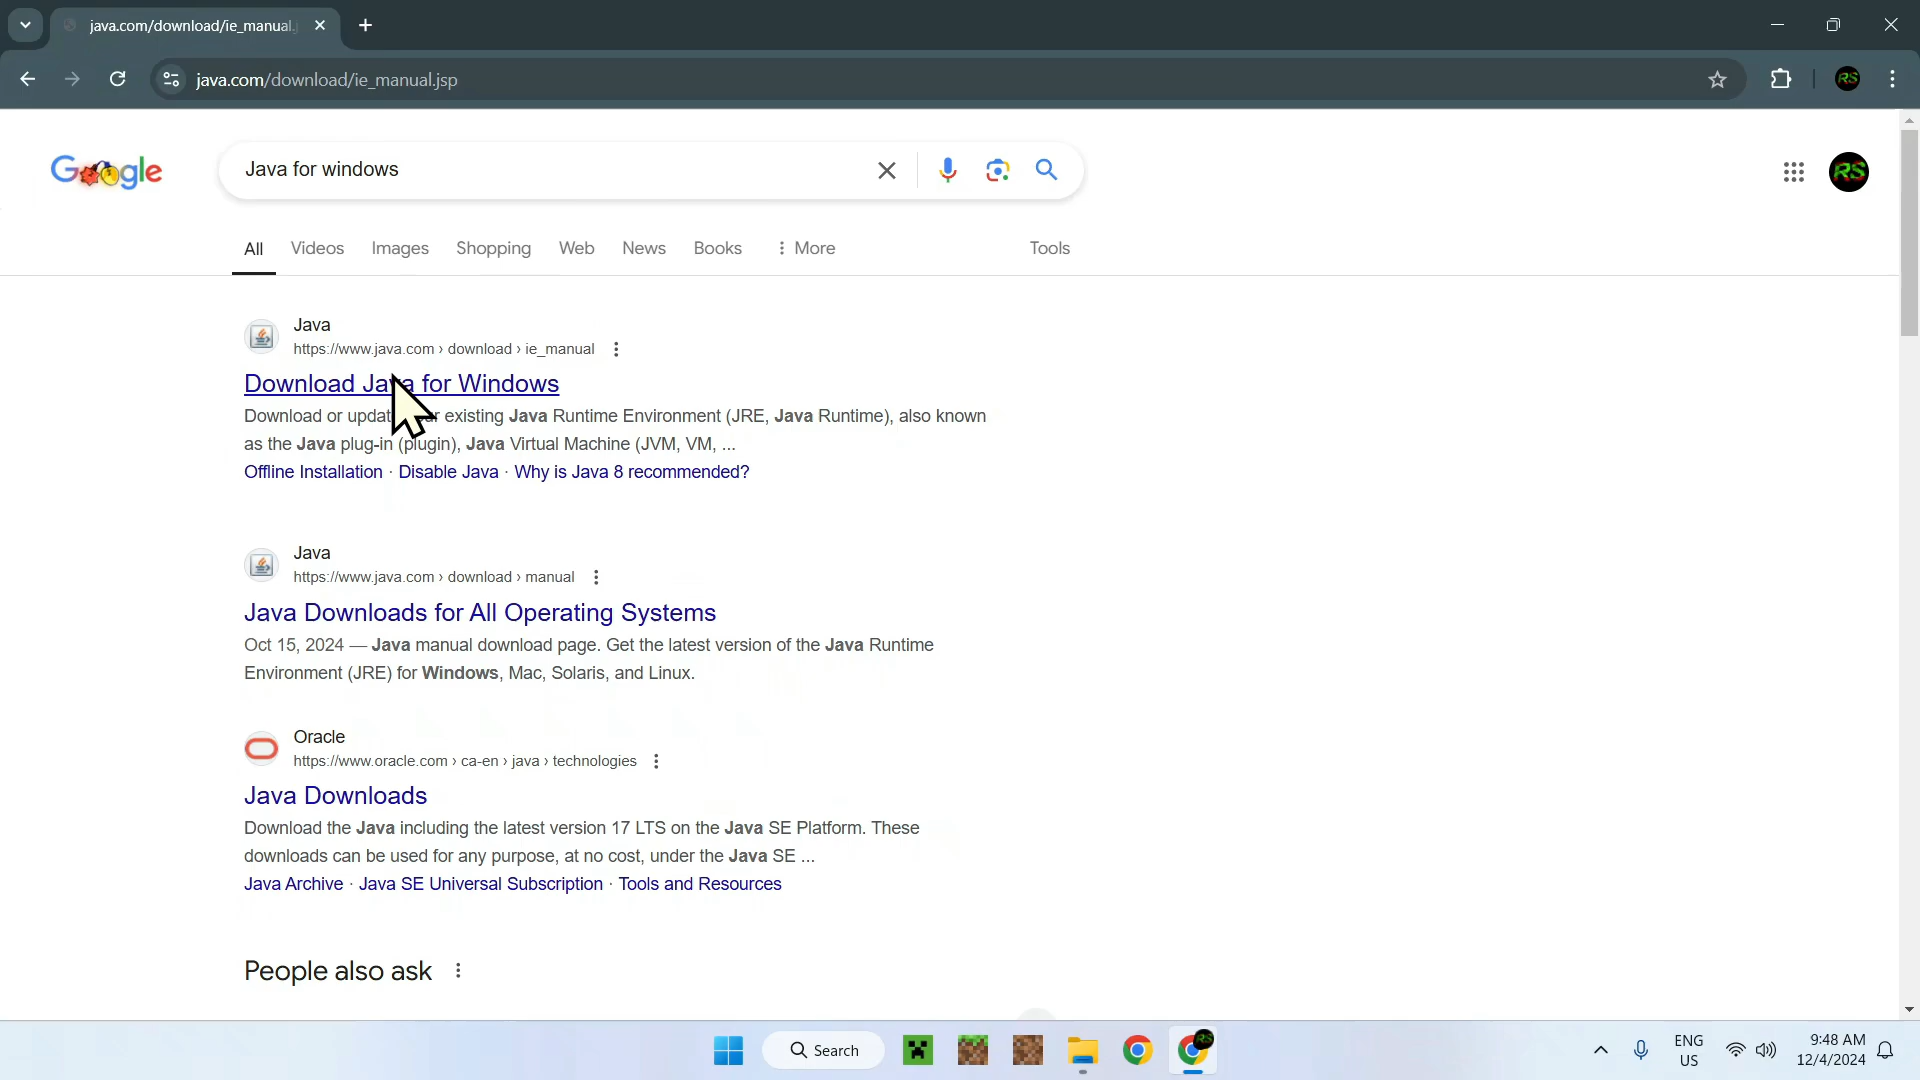 java.com/download/ie_manual.j
java.com/download/ie_manual.jsp
RS
Google
Java for windows
RS
All Videos Images Shopping Web News Books More Tools
Java
https://www.java.com › download › ie_manual
Download Java for Windows
Download or updat existing Java Runtime Environment (JRE, Java Runtime), also known
as the Java plug-in (plugin), Java Virtual Machine (JVM, VM, ...
Offline Installation · Disable Java · Why is Java 8 recommended?
Java
https://www.java.com › download › manual
Java Downloads for All Operating Systems
Oct 15, 2024 — Java manual download page. Get the latest version of the Java Runtime
Environment (JRE) for Windows, Mac, Solaris, and Linux.
Oracle
https://www.oracle.com › ca-en › java › technologies
Java Downloads
Download the Java including the latest version 17 LTS on the Java SE Platform. These
downloads can be used for any purpose, at no cost, under the Java SE ...
Java Archive · Java SE Universal Subscription · Tools and Resources
People also ask
Search
RS
ENG
US
9:48 AM
12/4/2024